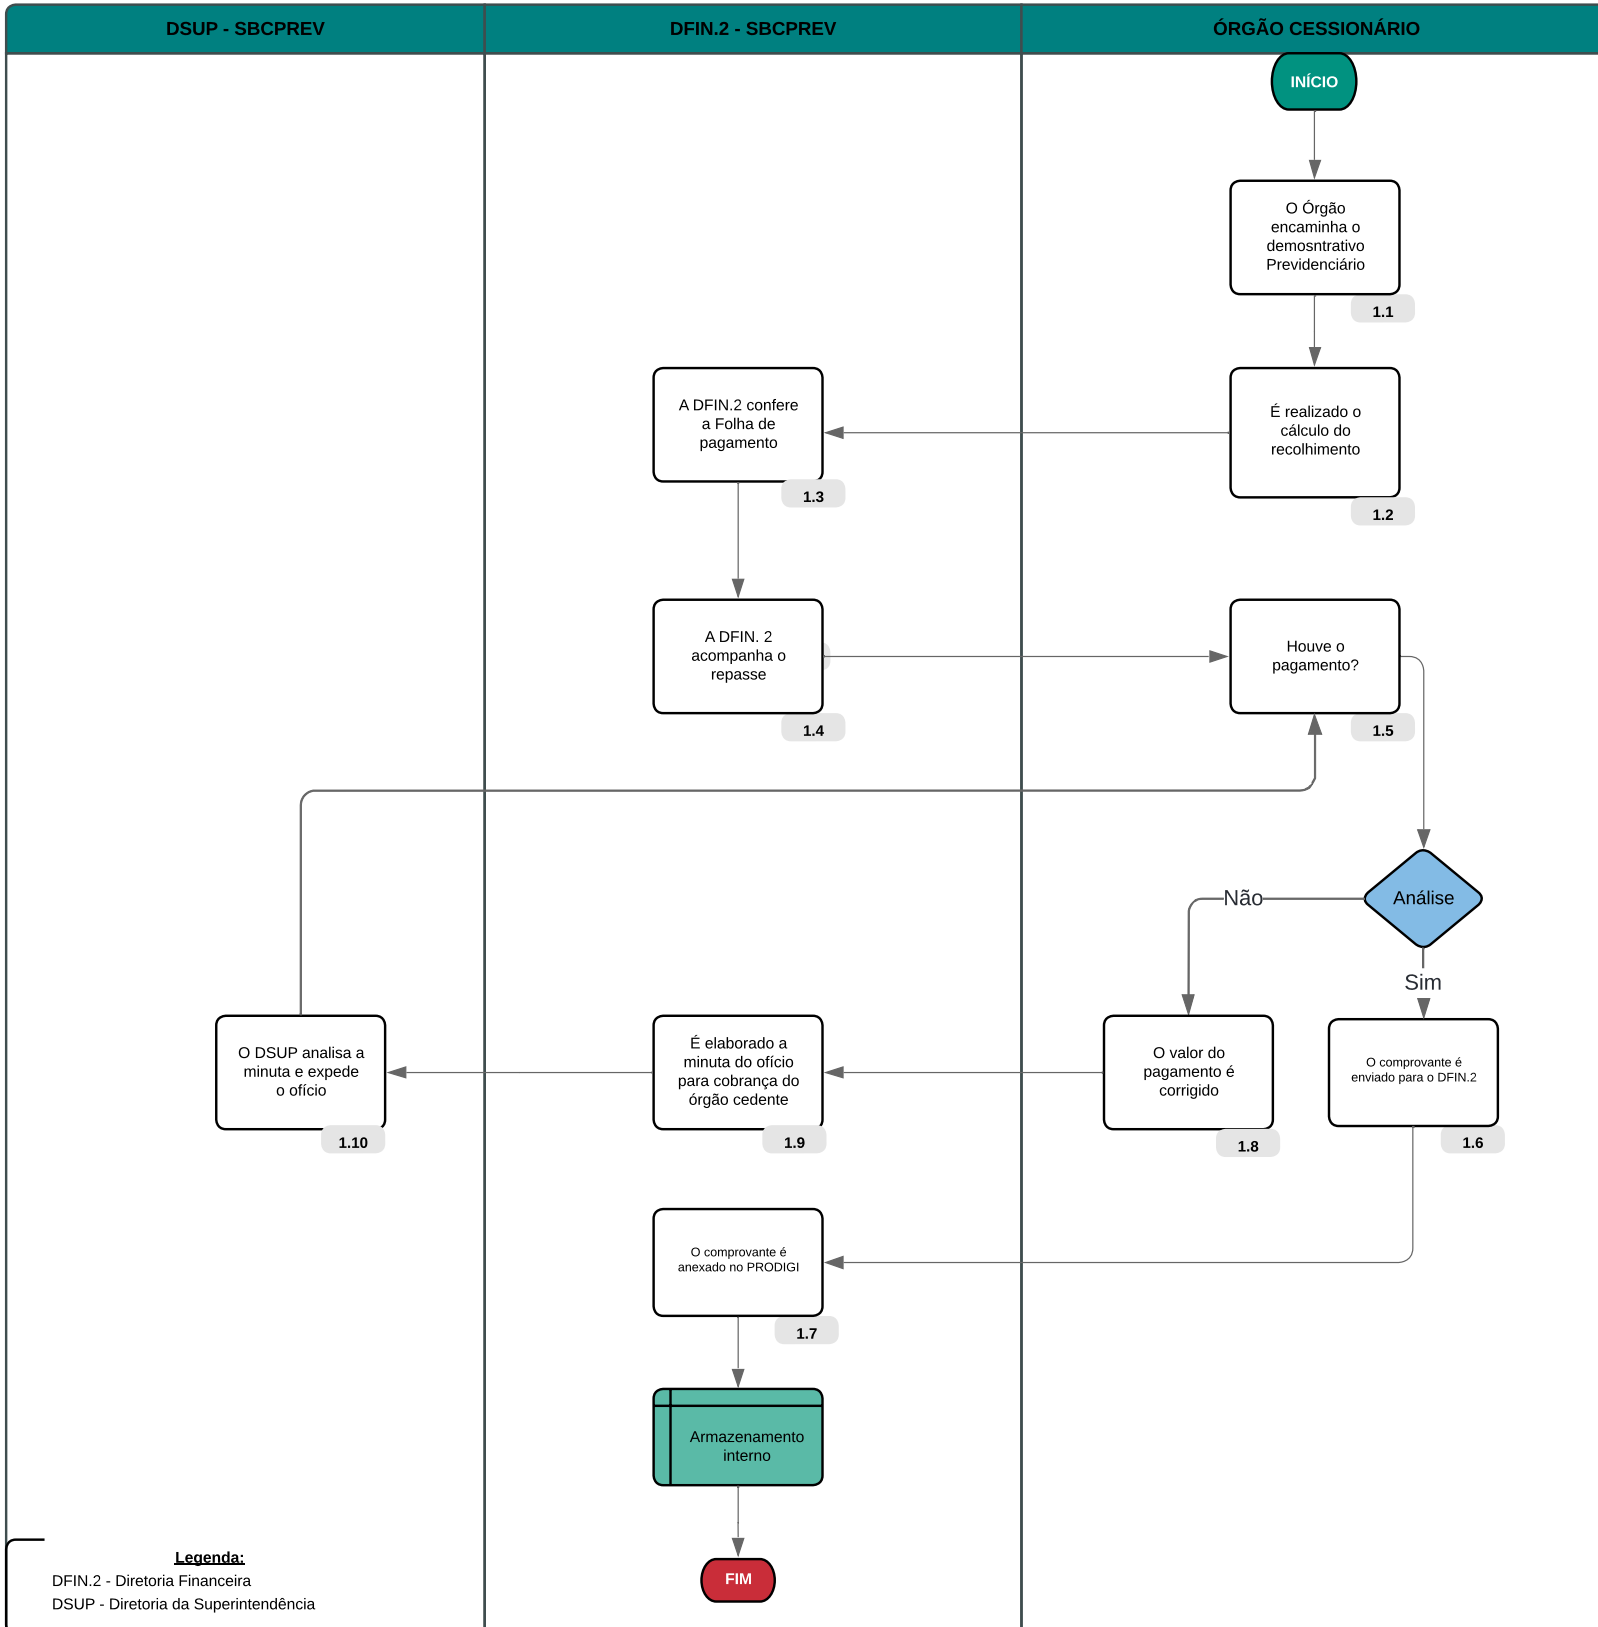 DSUP - SBCPREV
DFIN.2 - SBCPREV
ÓRGÃO CESSIONÁRIO
INÍCIO
O Órgão
encaminha o
demosntrativo
Previdenciário
1.1
É realizado o
cálculo do
recolhimento
1.2
A DFIN.2 confere
a Folha de
pagamento
1.3
A DFIN. 2
acompanha o
repasse
1.4
Houve o
pagamento?
1.5
Análise
Não
Sim
O comprovante é
enviado para o DFIN.2
1.6
O valor do
pagamento é
corrigido
1.8
É elaborado a
minuta do ofício
para cobrança do
órgão cedente
1.9
O DSUP analisa a
minuta e expede
o ofício
1.10
O comprovante é
anexado no PRODIGI
1.7
Armazenamento
interno
FIM
Legenda:
DFIN.2 - Diretoria Financeira
DSUP - Diretoria da Superintendência